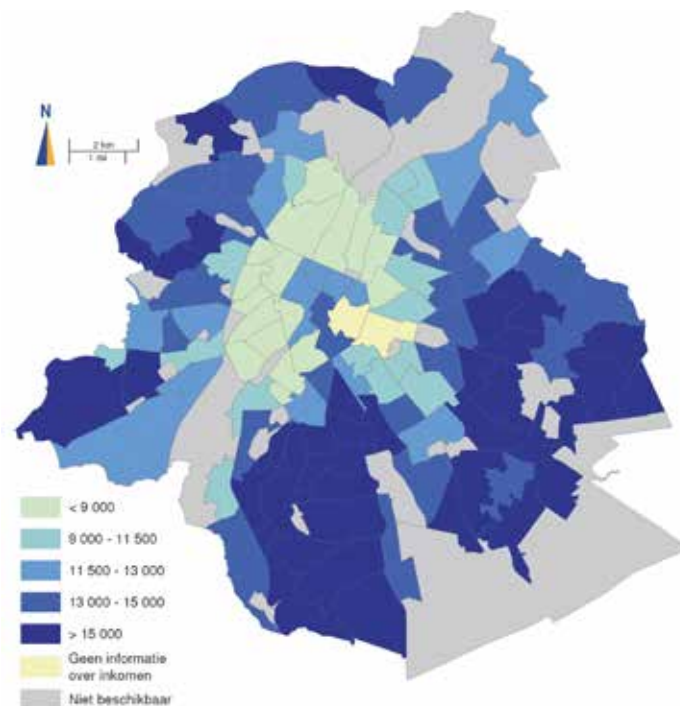 N
2 km
1 mi
< 9 000
9 000 - 11 500
11 500 - 13 000
13 000 - 15 000
> 15 000
Geen informatie
over inkomen
Niet beschikbaar